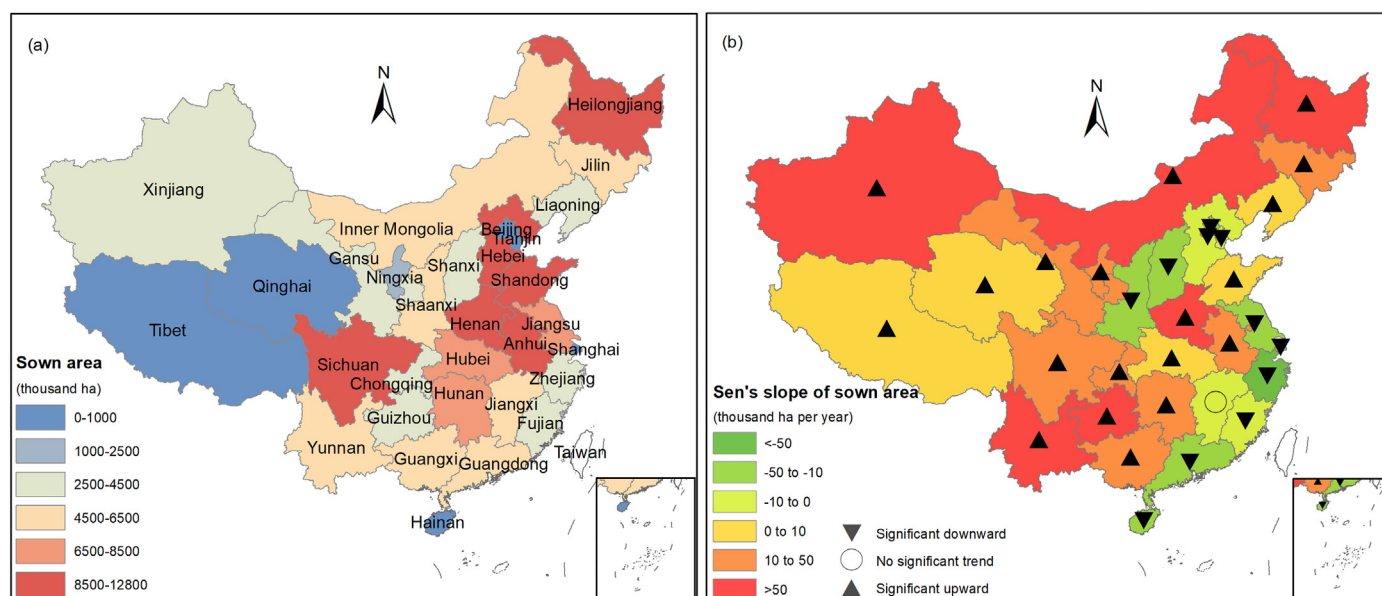 (a)
N
Heilongjiang
Jilin
Xinjiang
Liaoning
Inner Mongolia
Beijing
Tianjin
Gansu
Hebei
Ningxia
Shanxi
Shandong
Qinghai
Shaanxi
Tibet
Henan
Jiangsu
Anhui
Shanghai
Hubei
Sichuan
Chongqing
Zhejiang
Hunan
Jiangxi
Guizhou
Fujian
Yunnan
Guangxi
Guangdong
Taiwan
Hainan
Sown area
(thousand ha)
0-1000
1000-2500
2500-4500
4500-6500
6500-8500
8500-12800
(b)
N
Sen's slope of sown area
(thousand ha per year)
<-50
-50 to -10
-10 to 0
0 to 10
10 to 50
>50
Significant downward
No significant trend
Significant upward